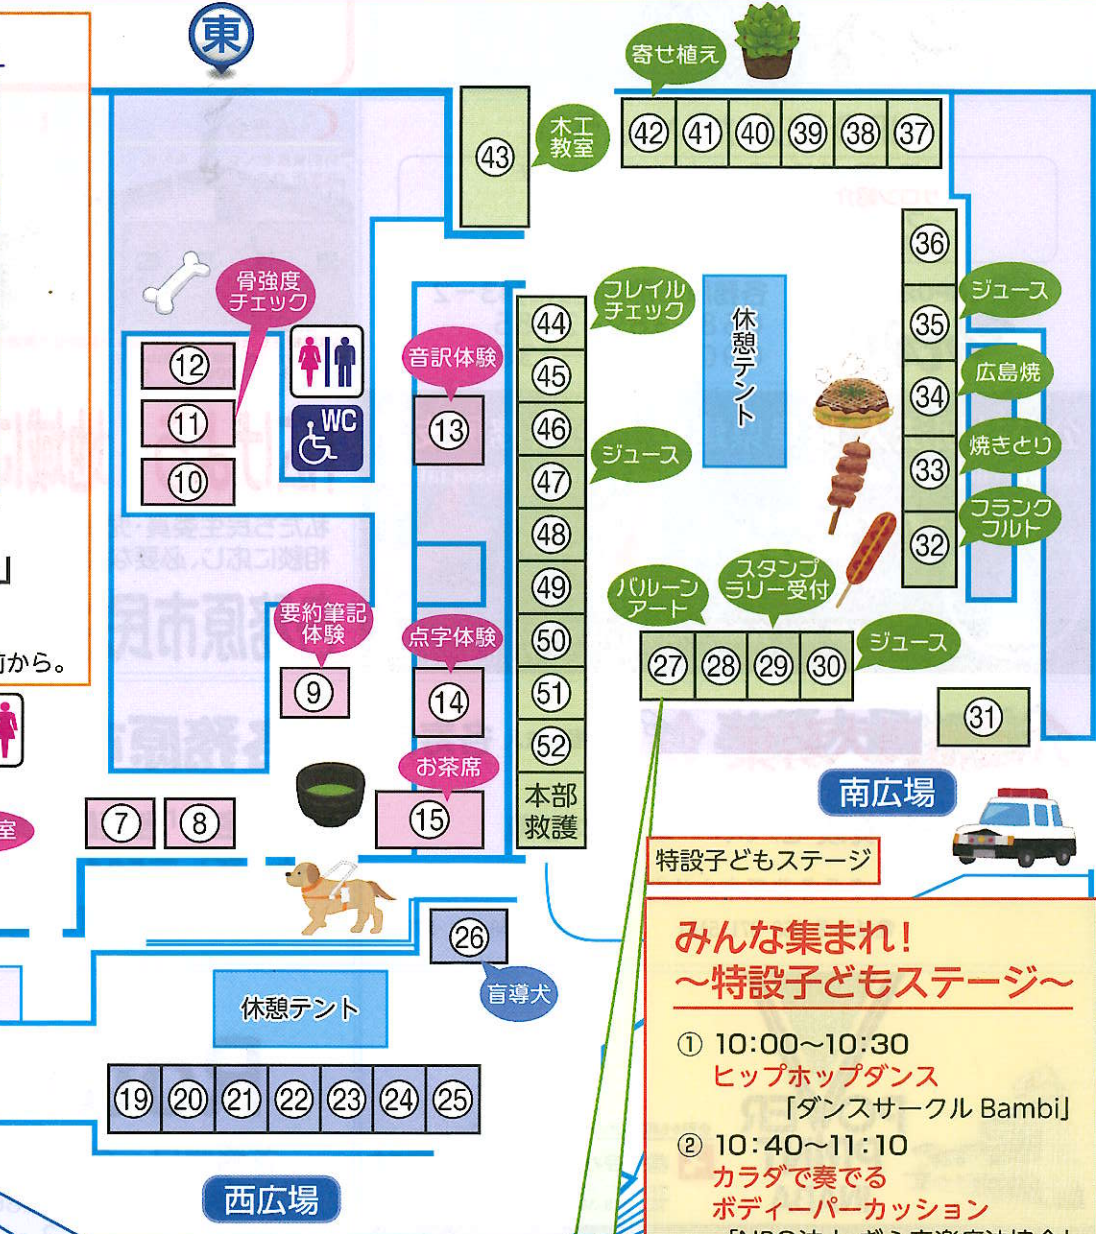 東
寄せ植え
木工
教室
㊸
㊷
㊶
㊵
㊴
㊳
㊲
㊱
骨強度
チェック
⑫
⑪
⑩
WC
音訳体験
⑬
フレイル
チェック
㊹
㊺
㊻
㊼
㊽
㊾
㊿
51
52
本部
救護
ジュース
休憩テント
ジュース
㉟
広島焼
㉞
焼きとり
㉝
フランク
フルト
㉜
バルーン
アート
スタンプ
ラリー受付
ジュース
㉗
㉘
㉙
㉚
㉛
南広場
要約筆記
体験
⑨
点字体験
⑭
お茶席
⑮
⑦
⑧
室
」
前から。
㉖
盲導犬
休憩テント
⑲
⑳
㉑
㉒
㉓
㉔
㉕
西広場
特設子どもステージ
みんな集まれ！
～特設子どもステージ～
① 10:00～10:30
ヒップホップダンス
「ダンスサークル Bambi」
② 10:40～11:10
カラダで奏でる
ボディーパーカッション